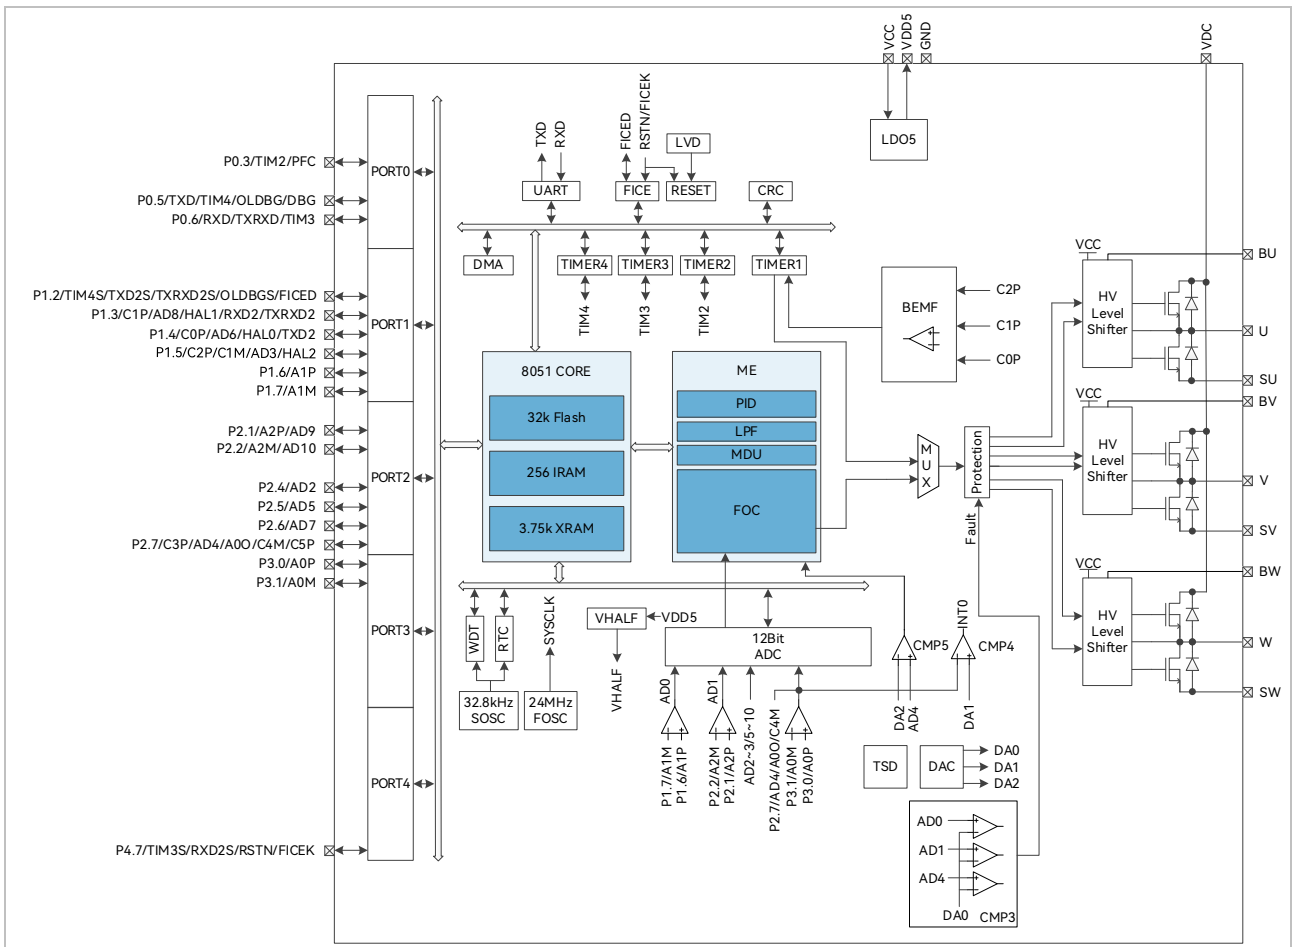 VCC
VDD5
GND
VDC
LDO5
PORT0
PORT1
PORT2
PORT3
PORT4
P0.3/TIM2/PFC
P0.5/TXD/TIM4/OLDBG/DBG
P0.6/RXD/TXRXD/TIM3
P1.2/TIM4S/TXD2S/TXRXD2S/OLDBGS/FICED
P1.3/C1P/AD8/HAL1/RXD2/TXRXD2
P1.4/C0P/AD6/HAL0/TXD2
P1.5/C2P/C1M/AD3/HAL2
P1.6/A1P
P1.7/A1M
P2.1/A2P/AD9
P2.2/A2M/AD10
P2.4/AD2
P2.5/AD5
P2.6/AD7
P2.7/C3P/AD4/A0O/C4M/C5P
P3.0/A0P
P3.1/A0M
P4.7/TIM3S/RXD2S/RSTN/FICEK
TXD
RXD
FICED
RSTN/FICEK
LVD
UART
FICE
RESET
CRC
DMA
TIMER4
TIMER3
TIMER2
TIMER1
TIM4
TIM3
TIM2
BEMF
C2P
C1P
C0P
8051 CORE
32k Flash
256 IRAM
3.75k XRAM
ME
PID
LPF
MDU
FOC
MUX
Protection
Fault
VCC
HV
Level
Shifter
BU
U
SU
VCC
HV
Level
Shifter
BV
V
SV
VCC
HV
Level
Shifter
BW
W
SW
WDT
RTC
SYSCLK
32.8kHz
SOSC
24MHz
FOSC
VHALF
VDD5
VHALF
12Bit
ADC
AD0
AD1
P1.7/A1M
P1.6/A1P
P2.2/A2M
P2.1/A2P
AD2~3/5~10
P2.7/AD4/A0O/C4M
P3.1/A0M
P3.0/A0P
CMP5
DA2
AD4
INT0
CMP4
DA1
TSD
DAC
DA0
DA1
DA2
AD0
AD1
AD4
DA0
CMP3